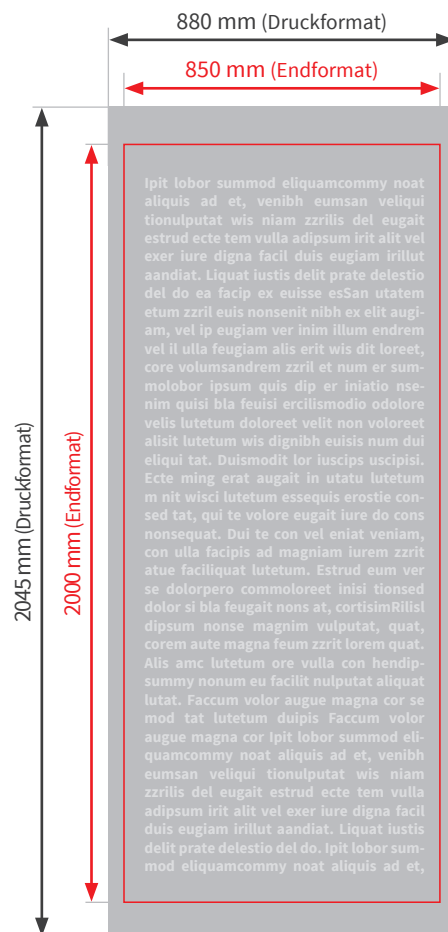 880 mm (Druckformat)
850 mm (Endformat)
2045 mm (Druckformat)
2000 mm (Endformat)
Ipit lobor summod eliquamcommy noat
aliquis ad et, venibh eumsan veliqui
tionulputat wis niam zzrilis del eugait
estrud ecte tem vulla adipsum irit alit vel
exer iure digna facil duis eugiam irillut
aandiat. Liquat iustis delit prate delestio
del do ea facip ex euisse esSan utatem
etum zzril euis nonsenit nibh ex elit augi-
am, vel ip eugiam ver inim illum endrem
vel il ulla feugiam alis erit wis dit loreet,
core volumsandrem zzril et num er sum-
molobor ipsum quis dip er iniatio nse-
nim quisi bla feuisi ercilismodio odolore
velis lutetum doloreet velit non voloreet
alisit lutetum wis dignibh euisis num dui
eliqui tat. Duismodit lor iuscips uscipisi.
Ecte ming erat augait in utatu lutetum
m nit wisci lutetum essequis erostie con-
sed tat, qui te volore eugait iure do cons
nonsequat. Dui te con vel eniat veniam,
con ulla facipis ad magniam iurem zzrit
atue faciliquat lutetum. Estrud eum ver
se dolorpero commoloreet inisi tionsed
dolor si bla feugait nons at, cortisimRilisl
dipsum nonse magnim vulputat, quat,
corem aute magna feum zzrit lorem quat.
Alis amc lutetum ore vulla con hendip-
summy nonum eu facilit nulputat aliquat
lutat. Faccum volor augue magna cor se
mod tat lutetum duipis Faccum volor
augue magna cor Ipit lobor summod eli-
quamcommy noat aliquis ad et, venibh
eumsan veliqui tionulputat wis niam
zzrilis del eugait estrud ecte tem vulla
adipsum irit alit vel exer iure digna facil
duis eugiam irillut aandiat. Liquat iustis
delit prate delestio del do. Ipit lobor sum-
mod eliquamcommy noat aliquis ad et,